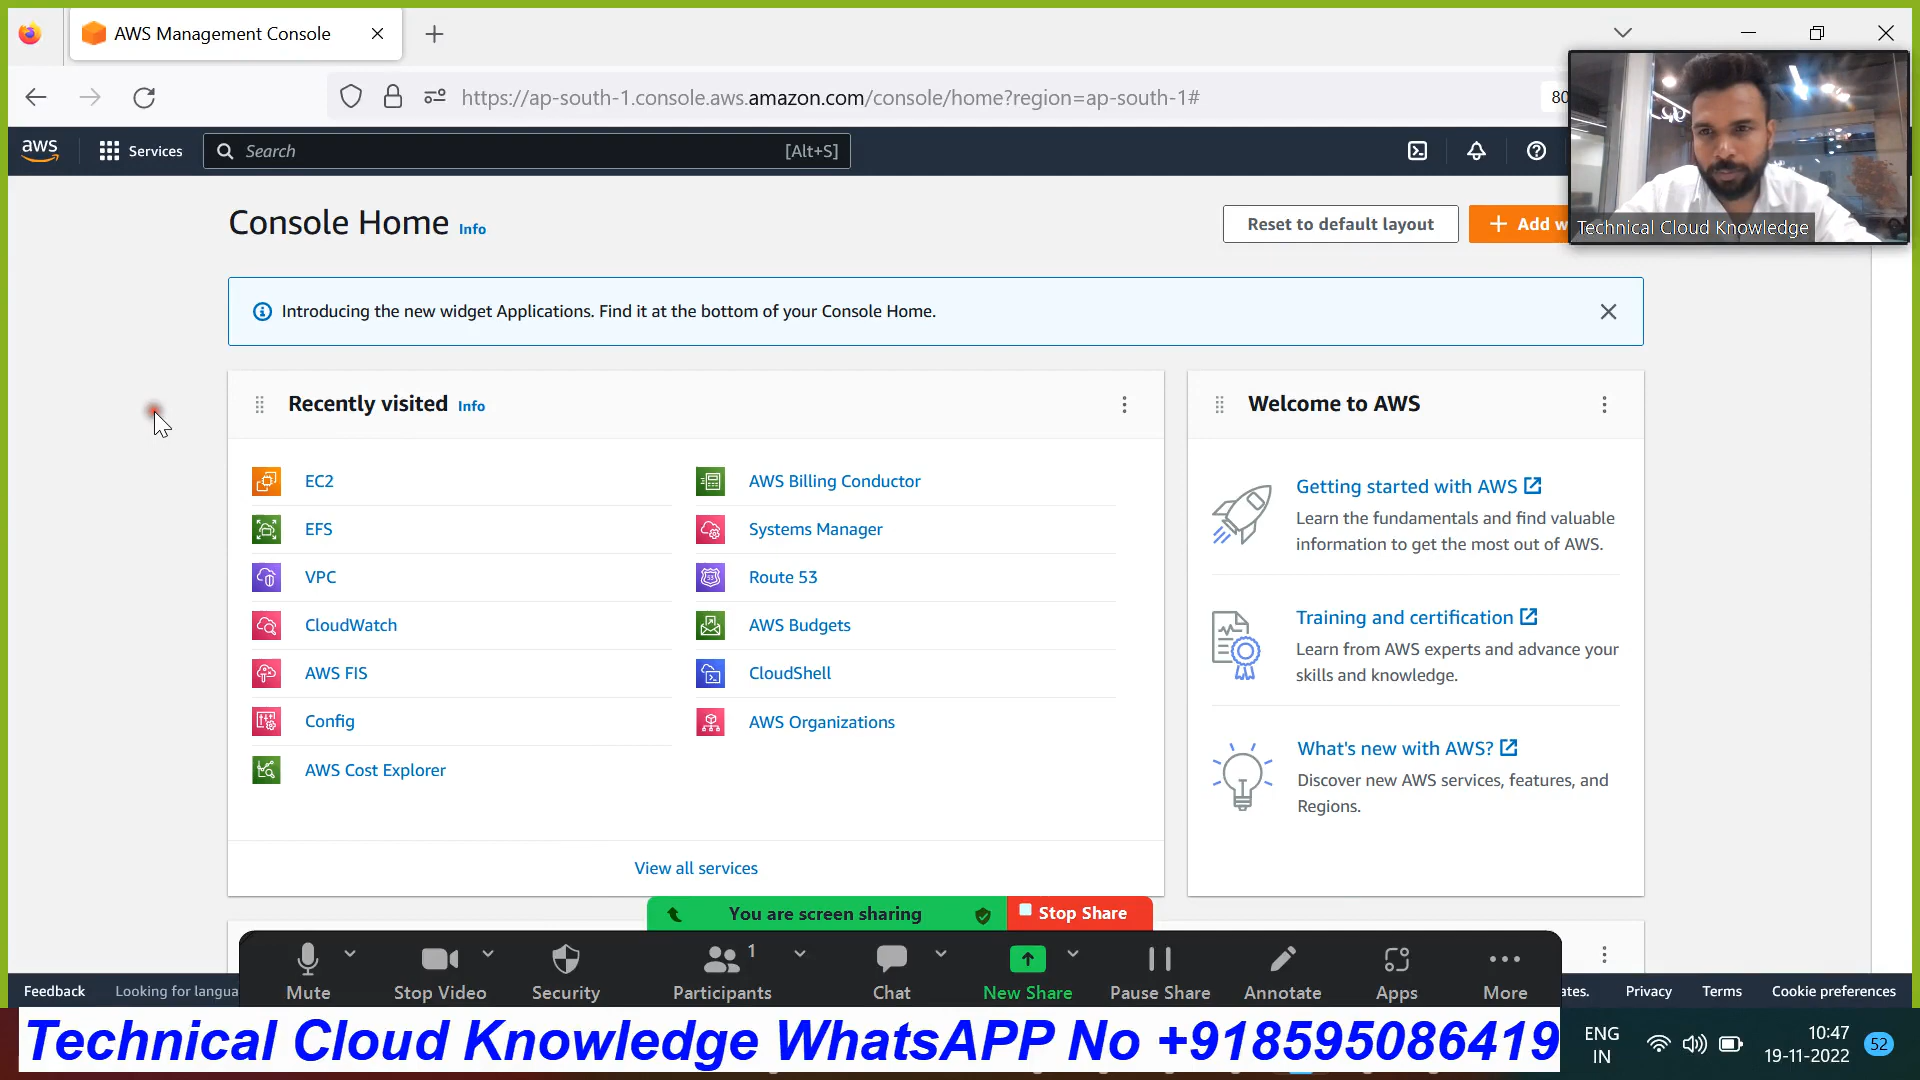 AWS Management Console
https://ap-south-1.console.aws.amazon.com/console/home?region=ap-south-1#
80
aws
Services
Search
[Alt+S]
Technical Cloud Knowledge
Console Home Info
Reset to default layout
+ Add w
Introducing the new widget Applications. Find it at the bottom of your Console Home.
Recently visited Info
EC2
EFS
VPC
CloudWatch
AWS FIS
Config
AWS Cost Explorer
AWS Billing Conductor
Systems Manager
Route 53
AWS Budgets
CloudShell
AWS Organizations
View all services
Welcome to AWS
Getting started with AWS
Learn the fundamentals and find valuable
information to get the most out of AWS.
Training and certification
Learn from AWS experts and advance your
skills and knowledge.
What's new with AWS?
Discover new AWS services, features, and
Regions.
You are screen sharing
Stop Share
Mute
Stop Video
Security
1
Participants
Chat
New Share
Pause Share
Annotate
Apps
More
Feedback
Looking for langua
ates.
Privacy
Terms
Cookie preferences
Technical Cloud Knowledge WhatsAPP No +918595086419
ENG
IN
10:47
19-11-2022
52